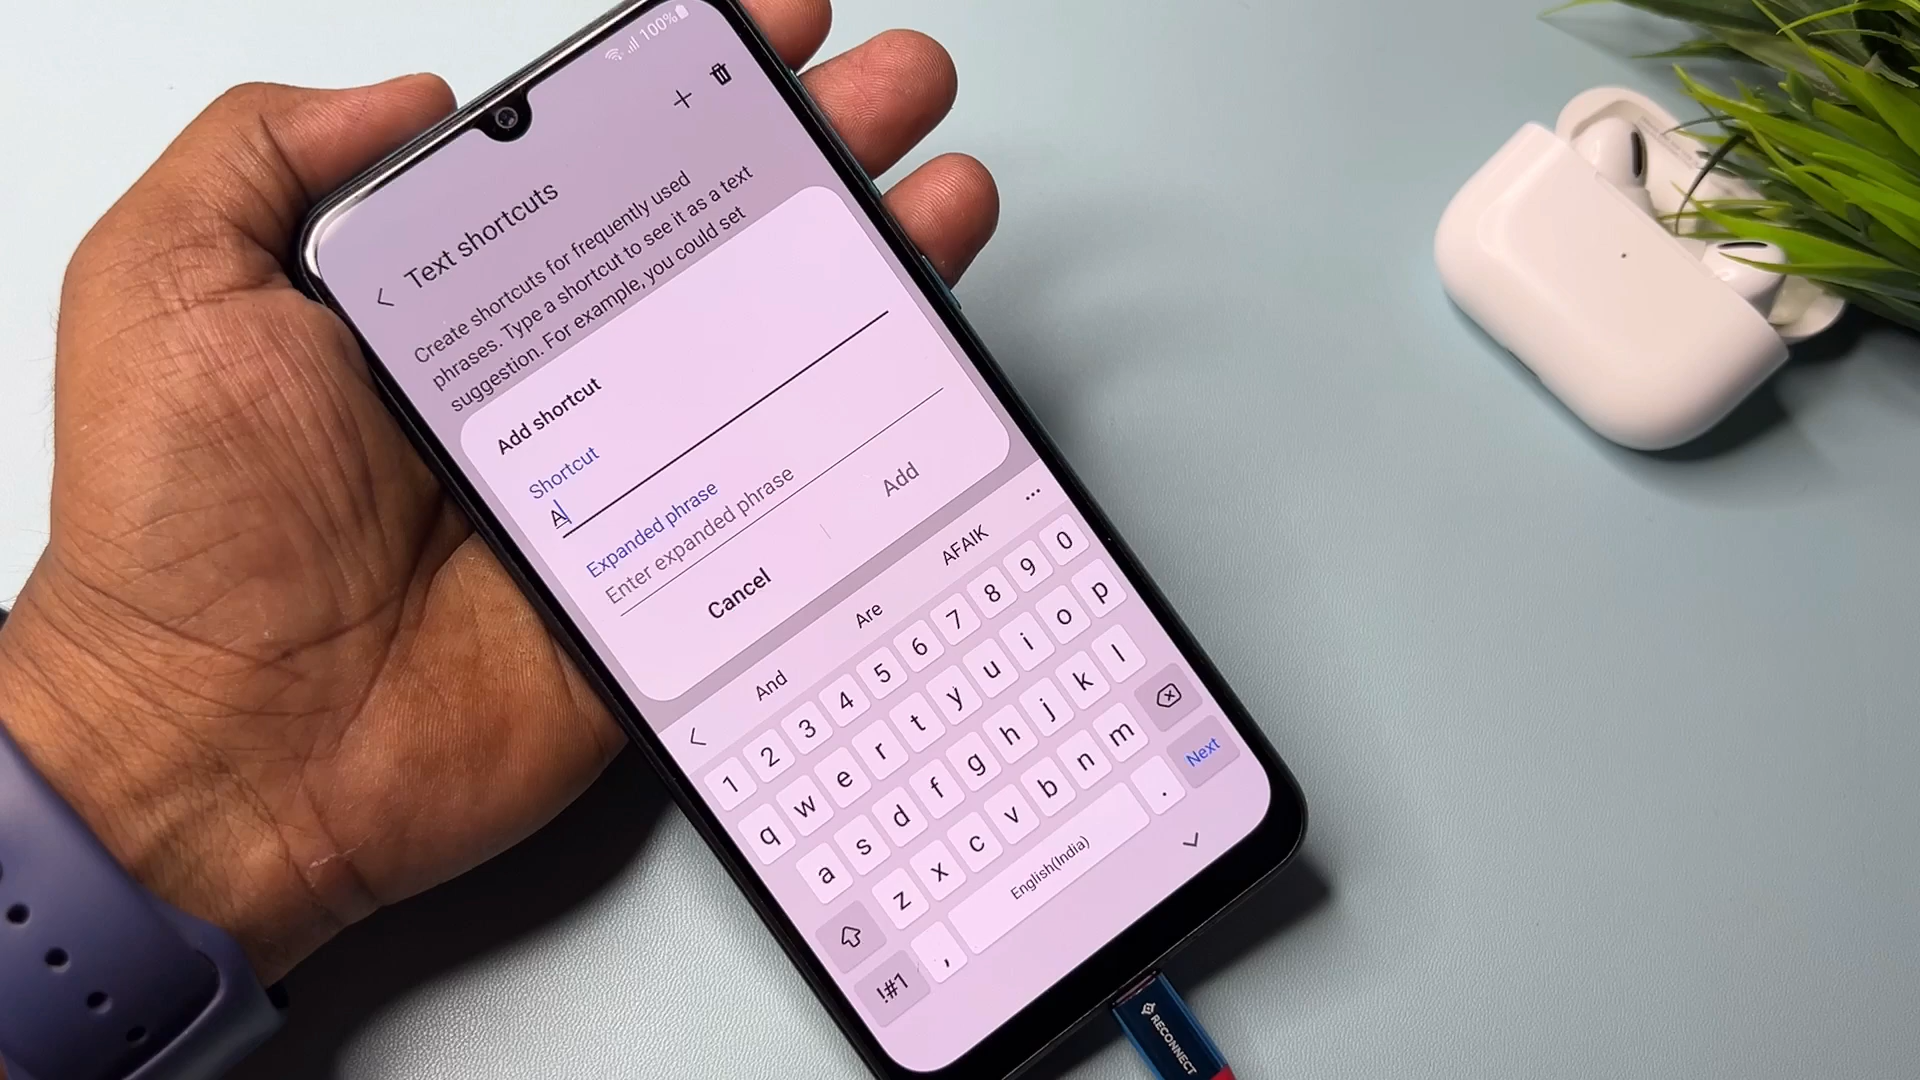 100%
Text shortcuts
Create shortcuts for frequently used
phrases. Type a shortcut to see it as a text
suggestion. For example, you could set
Add shortcut
Shortcut
A
Expanded phrase
Enter expanded phrase
Cancel
Add
And
Are
AFAIK
1 2 3 4 5 6 7 8 9 0
q w e r t y u i o p
a s d f g h j k l
z x c v b n m
!#1 , English(India) . Next
RECONNECT